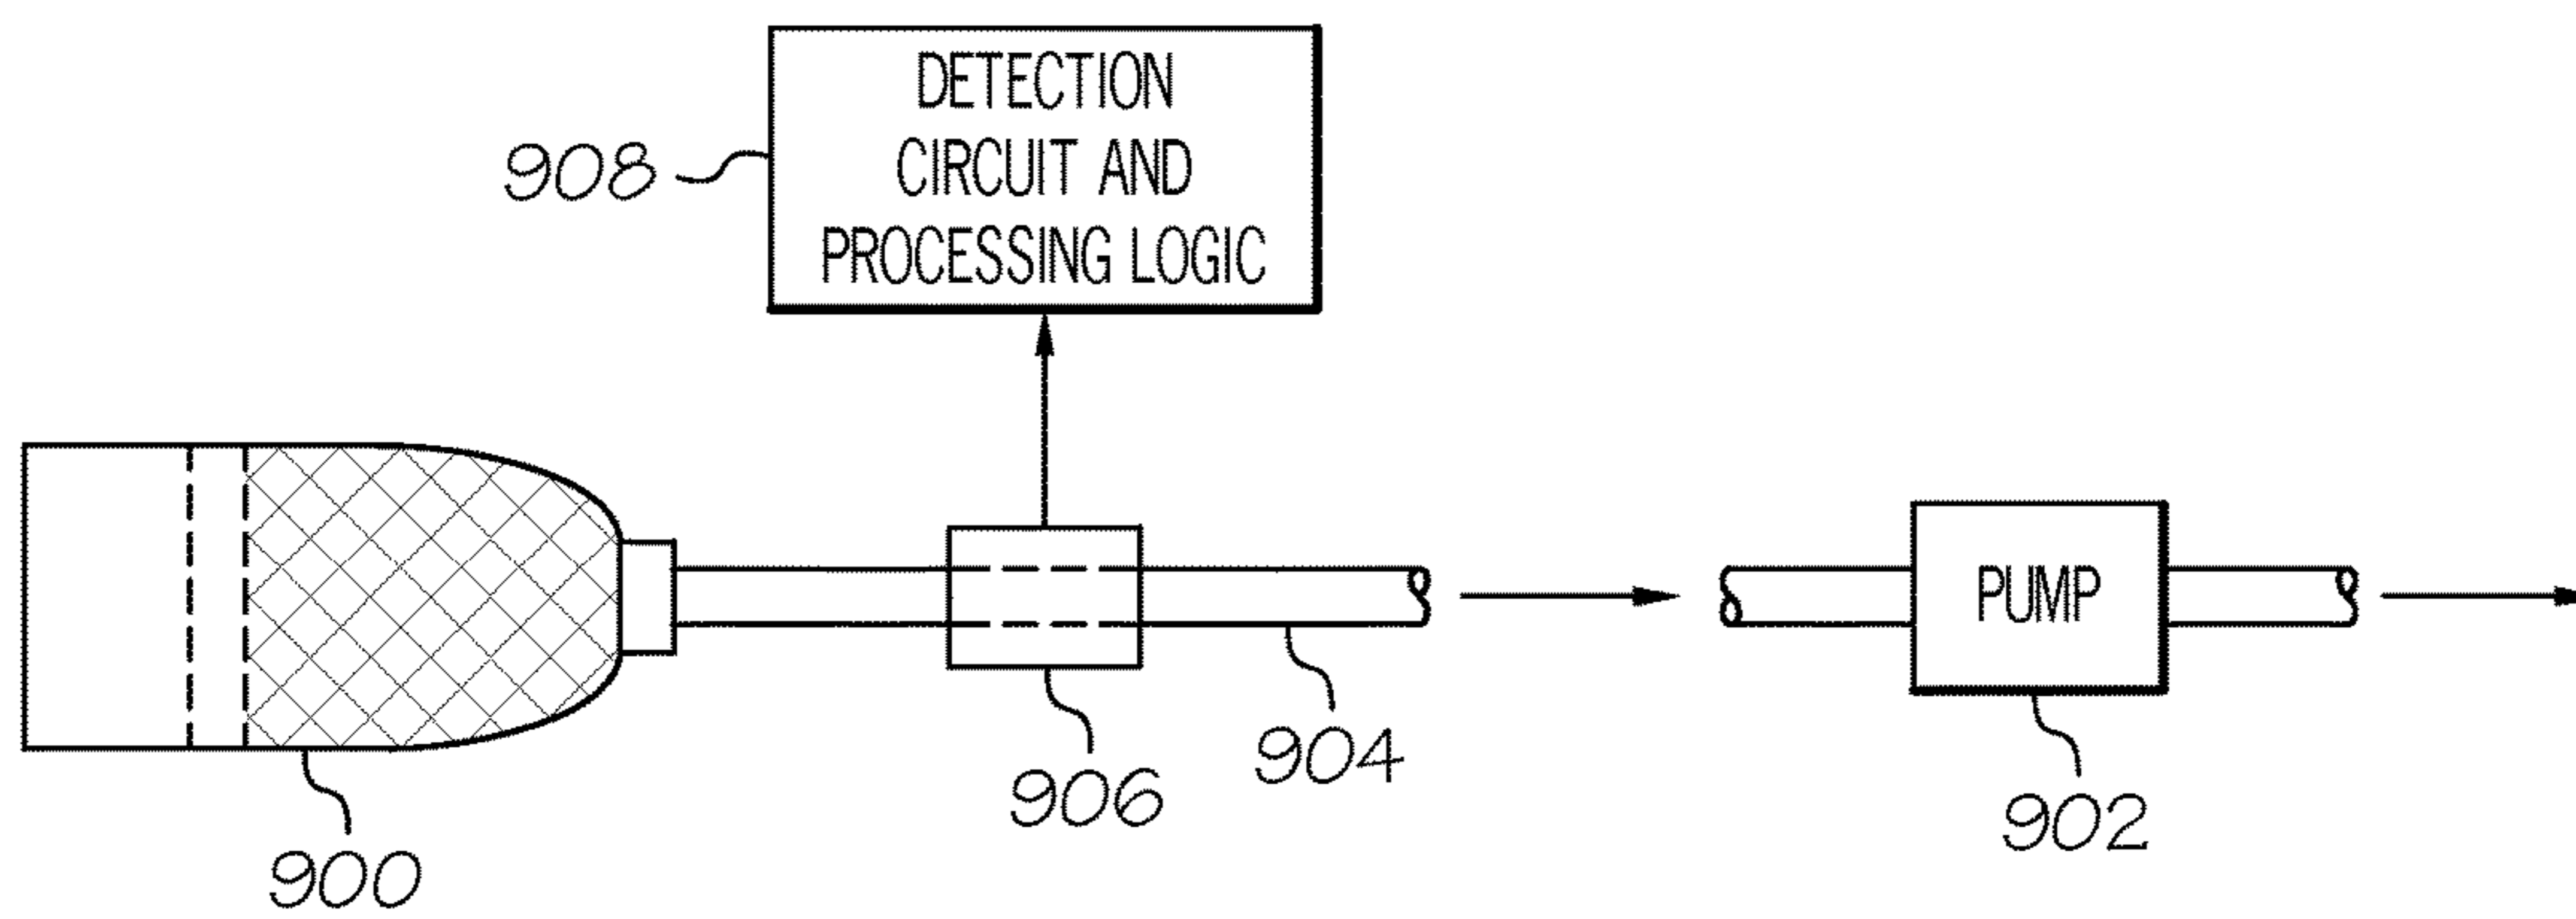 DETECTION
CIRCUIT AND
PROCESSING LOGIC
908
PUMP
904
906
902
900